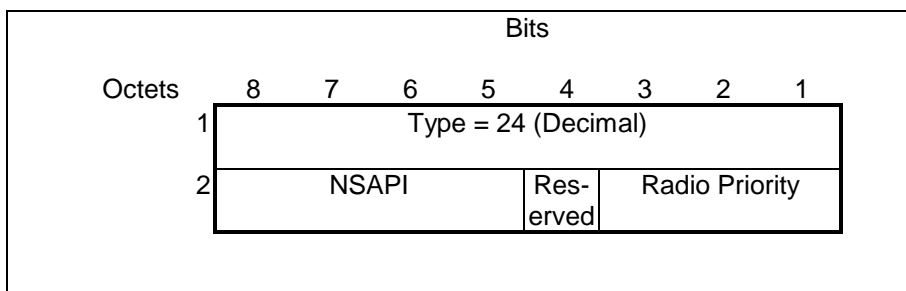 Bits
Octets 8 7 6 5 4 3 2 1
1 Type = 24 (Decimal)
2 NSAPI Res- Radio Priority
erved